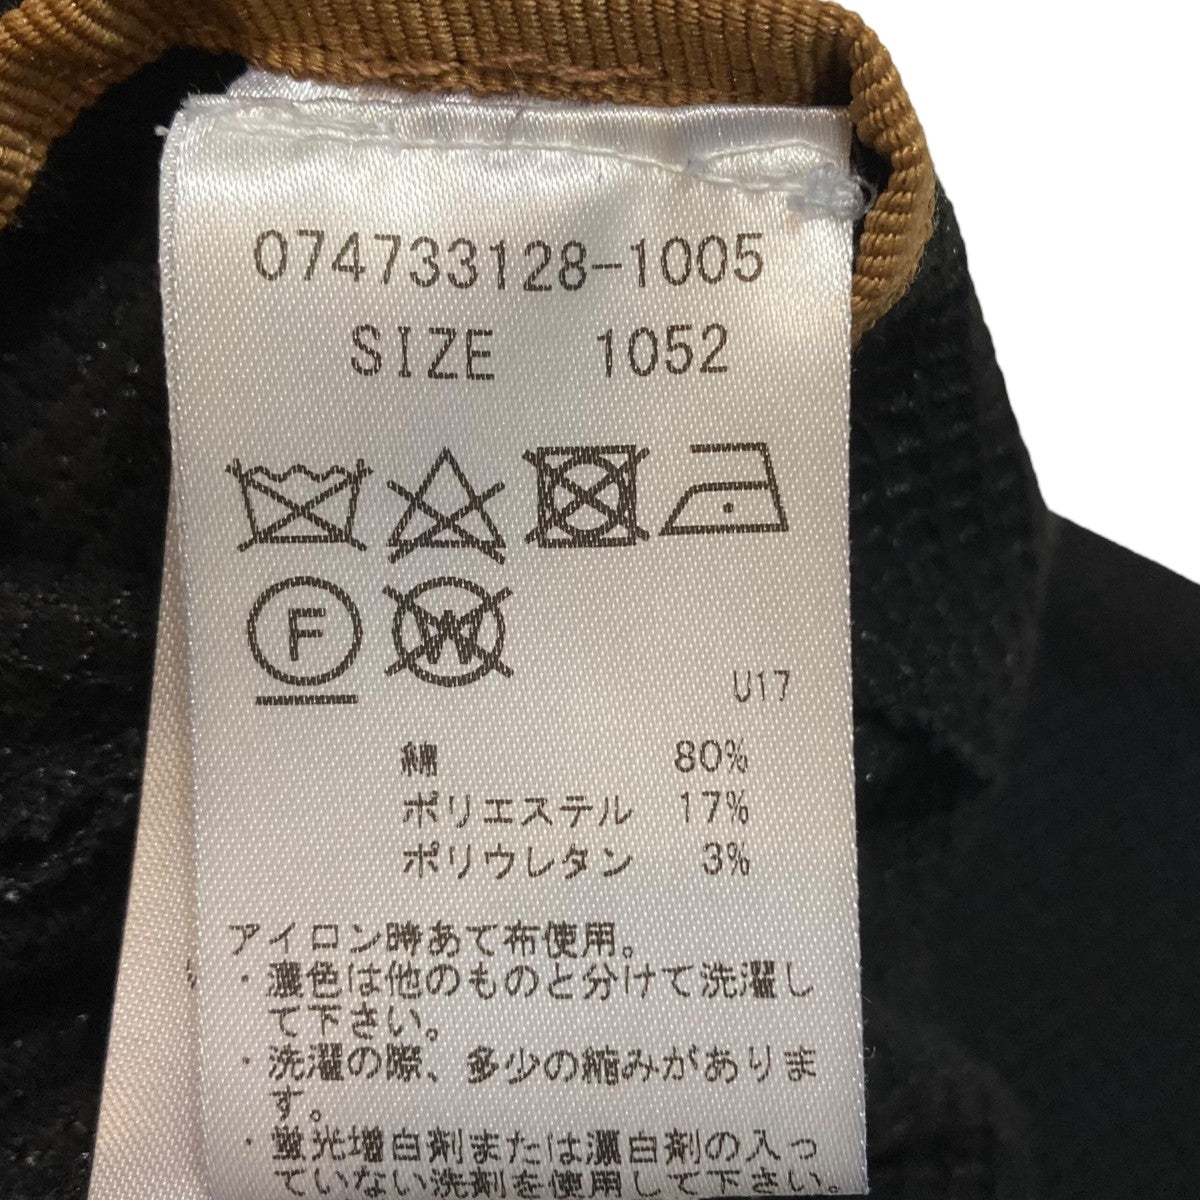 074733128-1005
SIZE 1052
F
W
U17
綿 80%
ポリエステル 17%
ポリウレタン 3%
アイロン時あて布使用。
・濃色は他のものと分けて洗濯し
て下さい。
・洗濯の際、多少の縮みがありま
す。
・蛍光増白剤または漂白剤の入っ
ていない洗剤を使用して下さい。